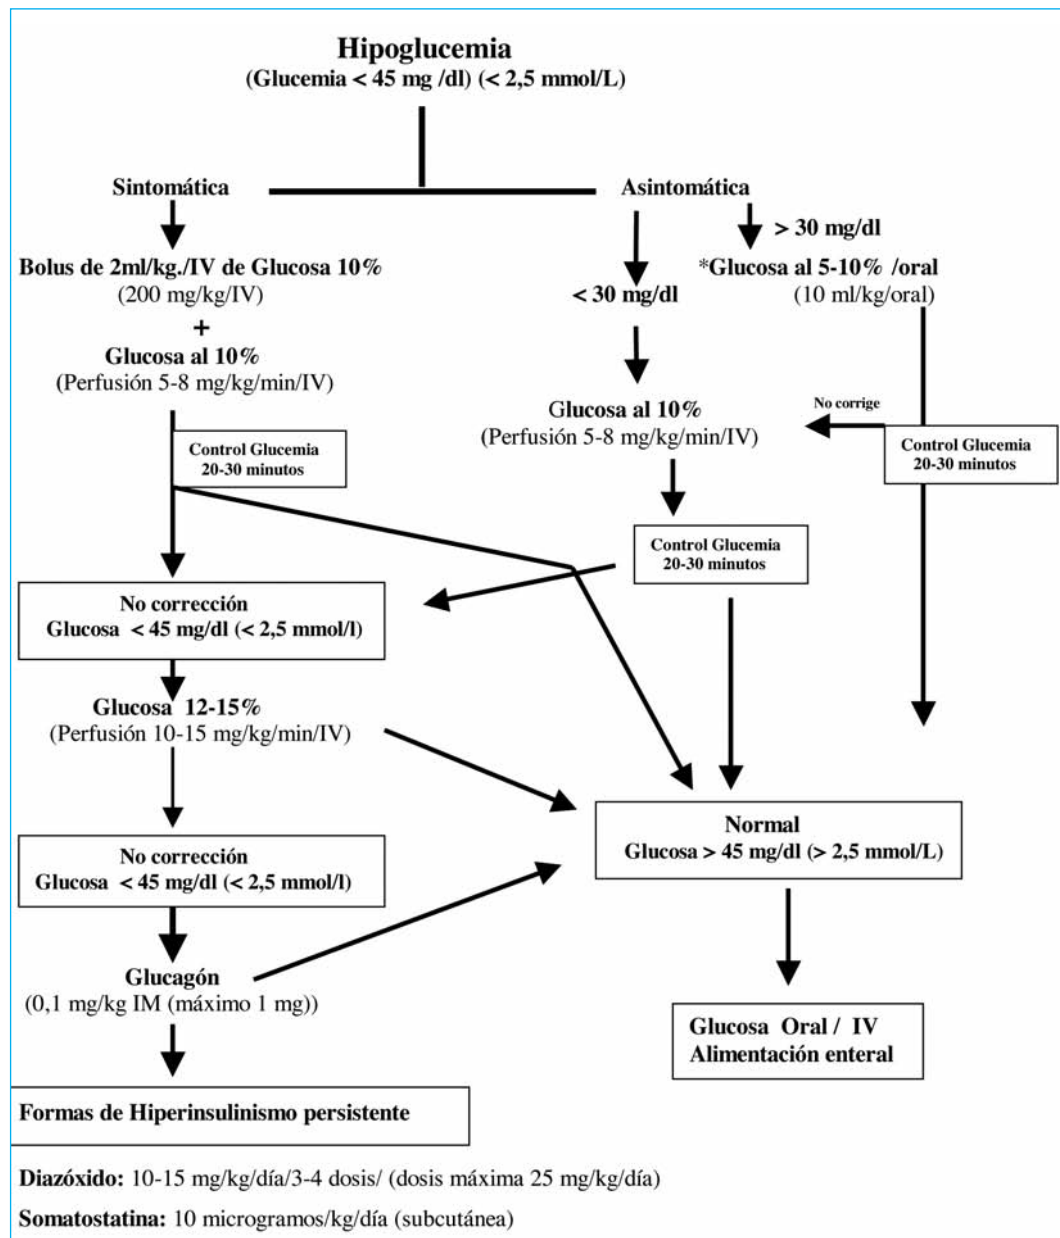 Hipoglucemia
(Glucemia < 45 mg /dl) (< 2,5 mmol/L)
Sintomática
Asintomática
> 30 mg/dl
Bolus de 2ml/kg./IV de Glucosa 10%
(200 mg/kg/IV)
+
Glucosa al 10%
(Perfusión 5-8 mg/kg/min/IV)
*Glucosa al 5-10% /oral
(10 ml/kg/oral)
< 30 mg/dl
Glucosa al 10%
(Perfusión 5-8 mg/kg/min/IV)
No corrige
Control Glucemia
20-30 minutos
Control Glucemia
20-30 minutos
Control Glucemia
20-30 minutos
No corrección
Glucosa < 45 mg/dl (< 2,5 mmol/l)
Glucosa 12-15%
(Perfusión 10-15 mg/kg/min/IV)
No corrección
Glucosa < 45 mg/dl (< 2,5 mmol/l)
Normal
Glucosa > 45 mg/dl (> 2,5 mmol/L)
Glucagón
(0,1 mg/kg IM (máximo 1 mg))
Glucosa Oral / IV
Alimentación enteral
Formas de Hiperinsulinismo persistente
Diazóxido: 10-15 mg/kg/día/3-4 dosis/ (dosis máxima 25 mg/kg/día)
Somatostatina: 10 microgramos/kg/día (subcutánea)